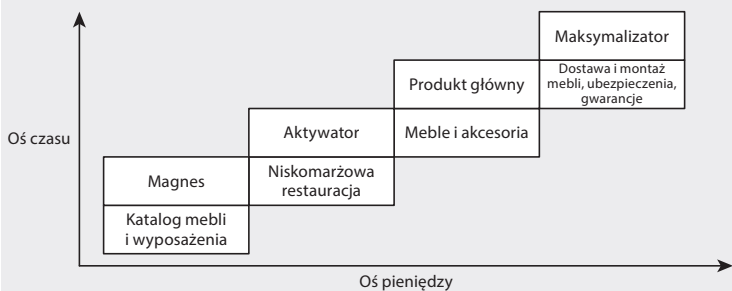 Maksymalizator
Produkt główny
Dostawa i montaż
mebli, ubezpieczenia,
gwarancje
Aktywator
Meble i akcesoria
Oś czasu
Magnes
Niskomarżowa
restauracja
Katalog mebli
i wyposażenia
Oś pieniędzy